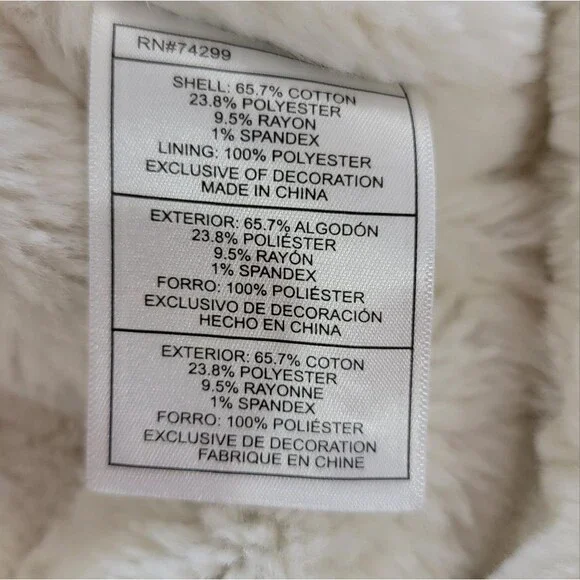 RN#74299
SHELL: 65.7% COTTON
23.8% POLYESTER
9.5% RAYON
1% SPANDEX
LINING: 100% POLYESTER
EXCLUSIVE OF DECORATION
MADE IN CHINA
EXTERIOR: 65.7% ALGODÓN
23.8% POLIÉSTER
9.5% RAYÓN
1% SPANDEX
FORRO: 100% POLIÉSTER
EXCLUSIVO DE DECORACIÓN
HECHO EN CHINA
EXTERIOR: 65.7% COTON
23.8% POLYESTER
9.5% RAYONNE
1% SPANDEX
FORRO: 100% POLYESTER
EXCLUSIVE DE DECORATION
FABRIQUE EN CHINE